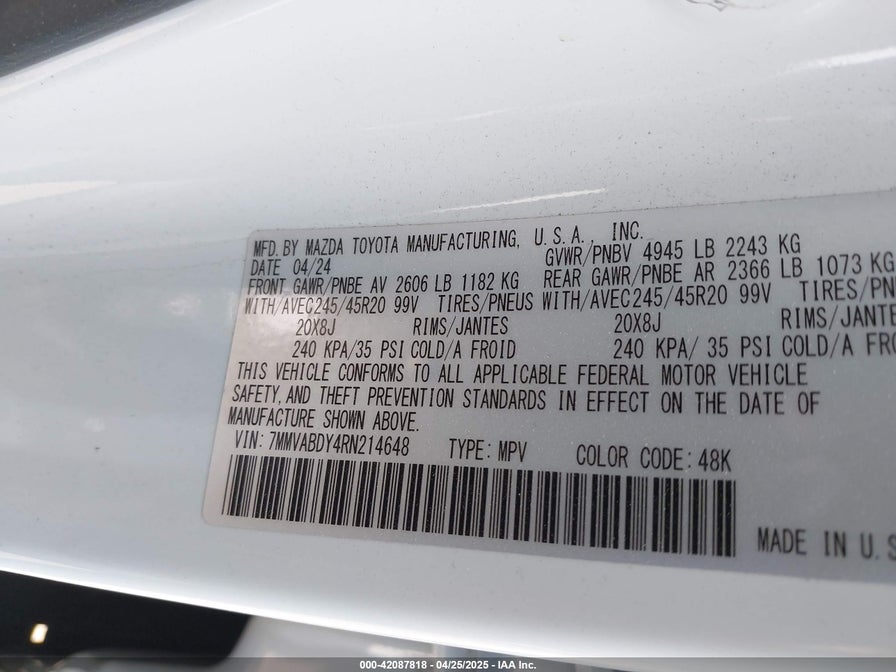 MFD. BY MAZDA TOYOTA MANUFACTURING, U.S.A., INC.
DATE 04/24 GVWR/PNBV 4945 LB 2243 KG
FRONT GAWR/PNBE AV 2606 LB 1182 KG REAR GAWR/PNBE AR 2366 LB 1073 KG
WITH/AVEC245/45R20 99V TIRES/PNEUS WITH/AVEC245/45R20 99V TIRES/PN
20X8J RIMS/JANTES 20X8J RIMS/JANTE
240 KPA/35 PSI COLD/A FROID 240 KPA/ 35 PSI COLD/A FRO
THIS VEHICLE CONFORMS TO ALL APPLICABLE FEDERAL MOTOR VEHICLE
SAFETY, AND THEFT PREVENTION STANDARDS IN EFFECT ON THE DATE OF
MANUFACTURE SHOWN ABOVE.
VIN: 7MMVABDY4RN214648 TYPE: MPV COLOR CODE: 48K
MADE IN U.S
000-42087818 - 04/25/2025 - IAA Inc.